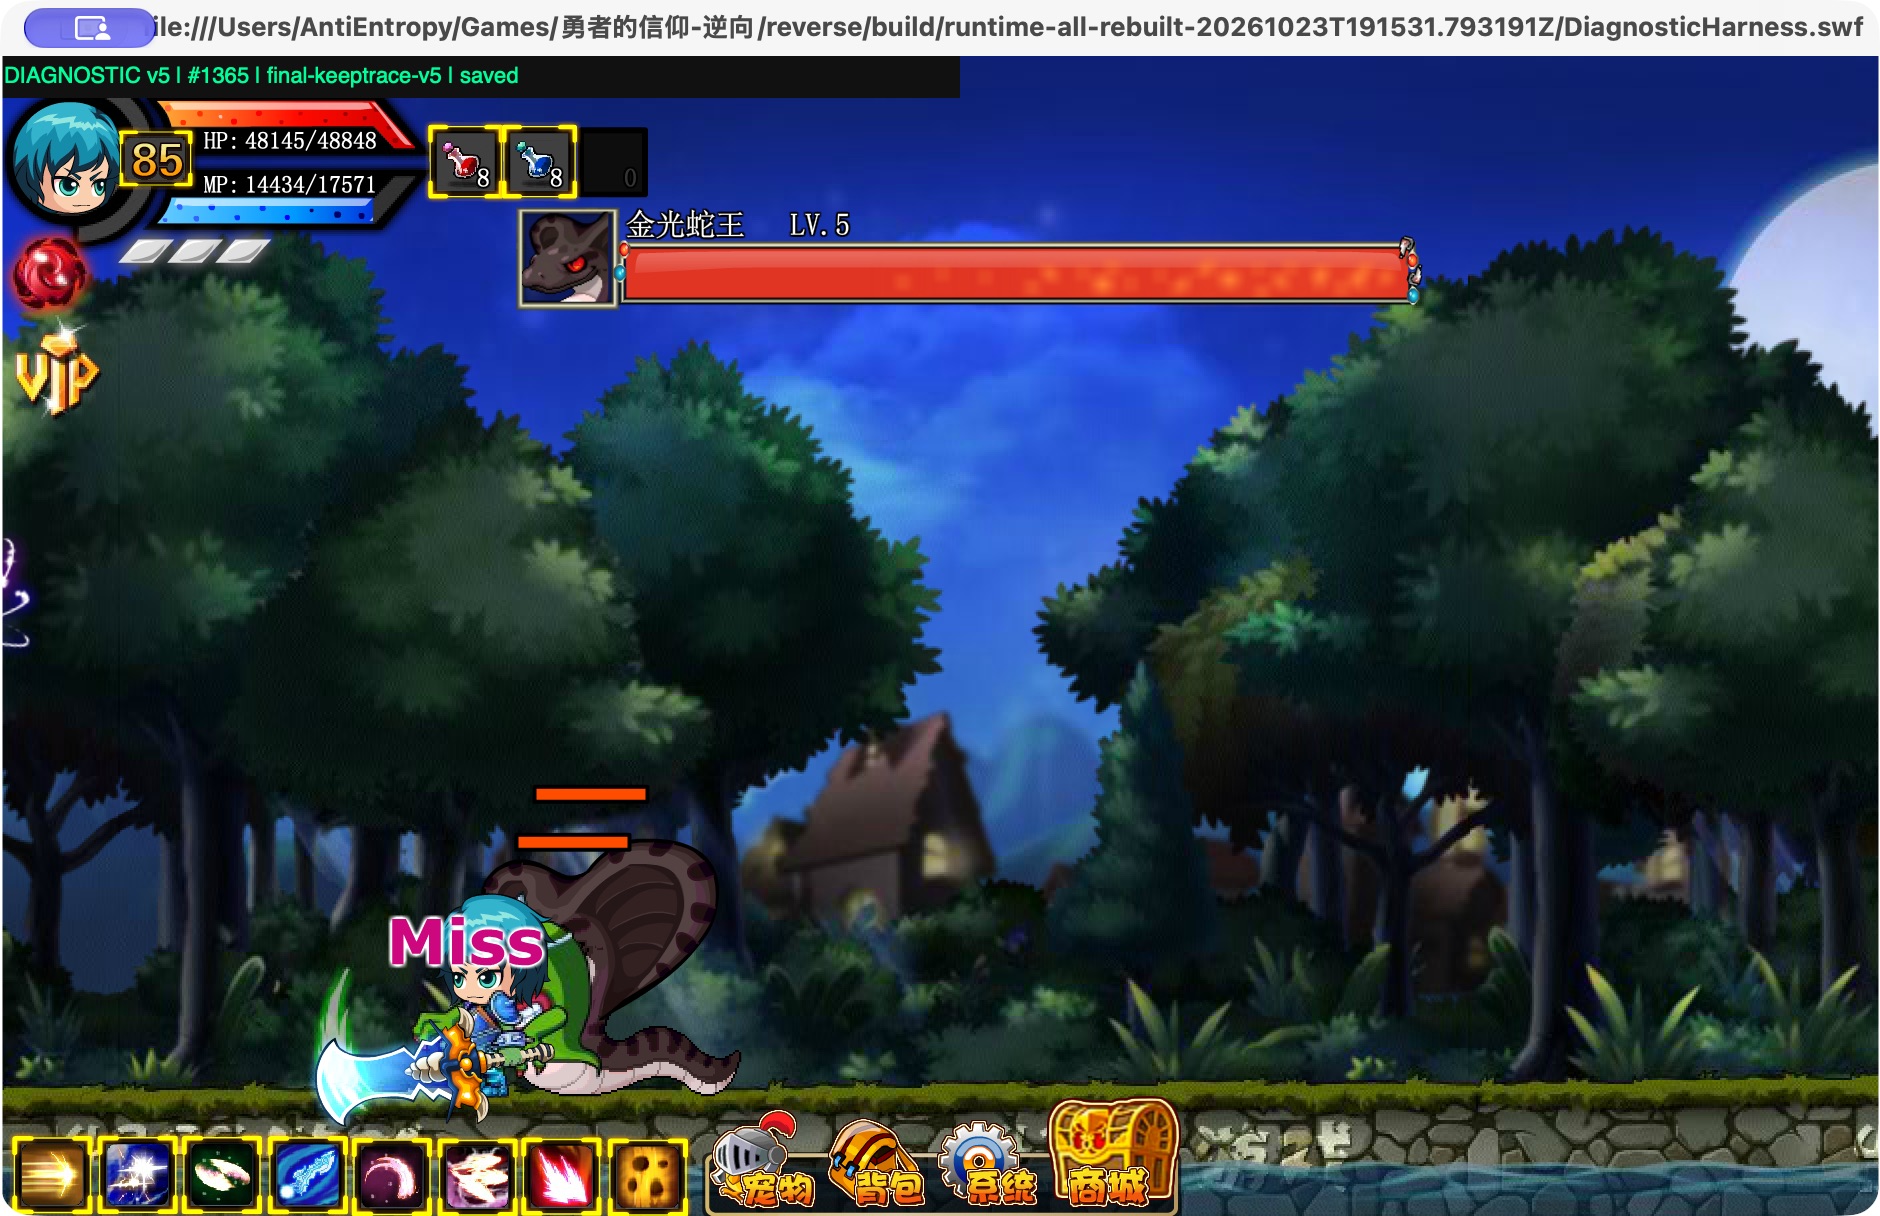 ile:///Users/AntiEntropy/Games/勇者的信仰-逆向/reverse/build/runtime-all-rebuilt-20261023T191531.793191Z/DiagnosticHarness.swf
DIAGNOSTIC v5 | #1365 | final-keeptrace-v5 | saved
85
HP: 48145/48848
MP: 14434/17571
8
8
0
金光蛇王 LV.5
VIP
Miss
宠物
背包
系统
商城